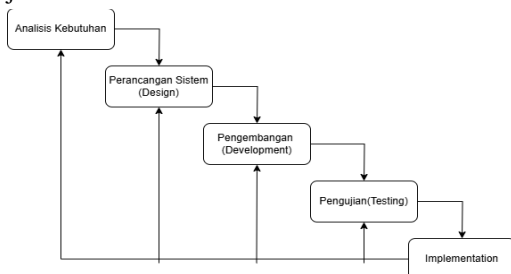 Analisis Kebutuhan
Perancangan Sistem
(Design)
Pengembangan
(Development)
Pengujian(Testing)
Implementation